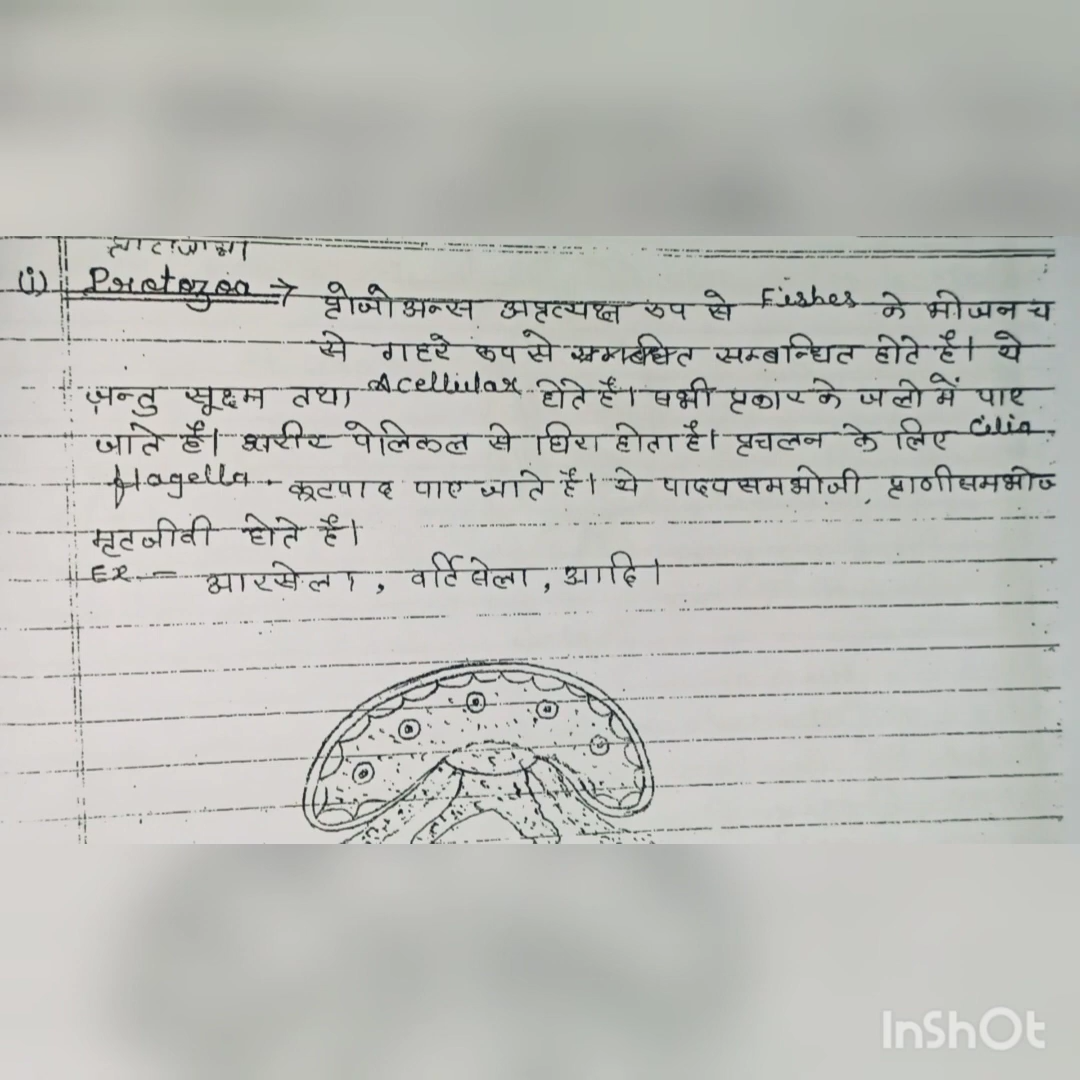 प्रोटोजोआ
(i) Protozoa → प्रोजोअन्स अप्रत्यक्ष रुप से Fishes के भोजन च
से गहरे रूप से सम्बन्धित होते है। ये
जन्तु सूक्ष्म तथा Acellular होते है। सभी प्रकार के जलो में पाए
जाते है। शरीर पेलिकल से घिरा होता है। प्रचलन के लिए Cilia
flagella. कूटपाद पाए जाते है। ये पादपसमभोजी, प्राणीसमभोज
मृतजीवी होते है।
Ex - आरसेला, वर्टिसेला, आदि।
InShOt